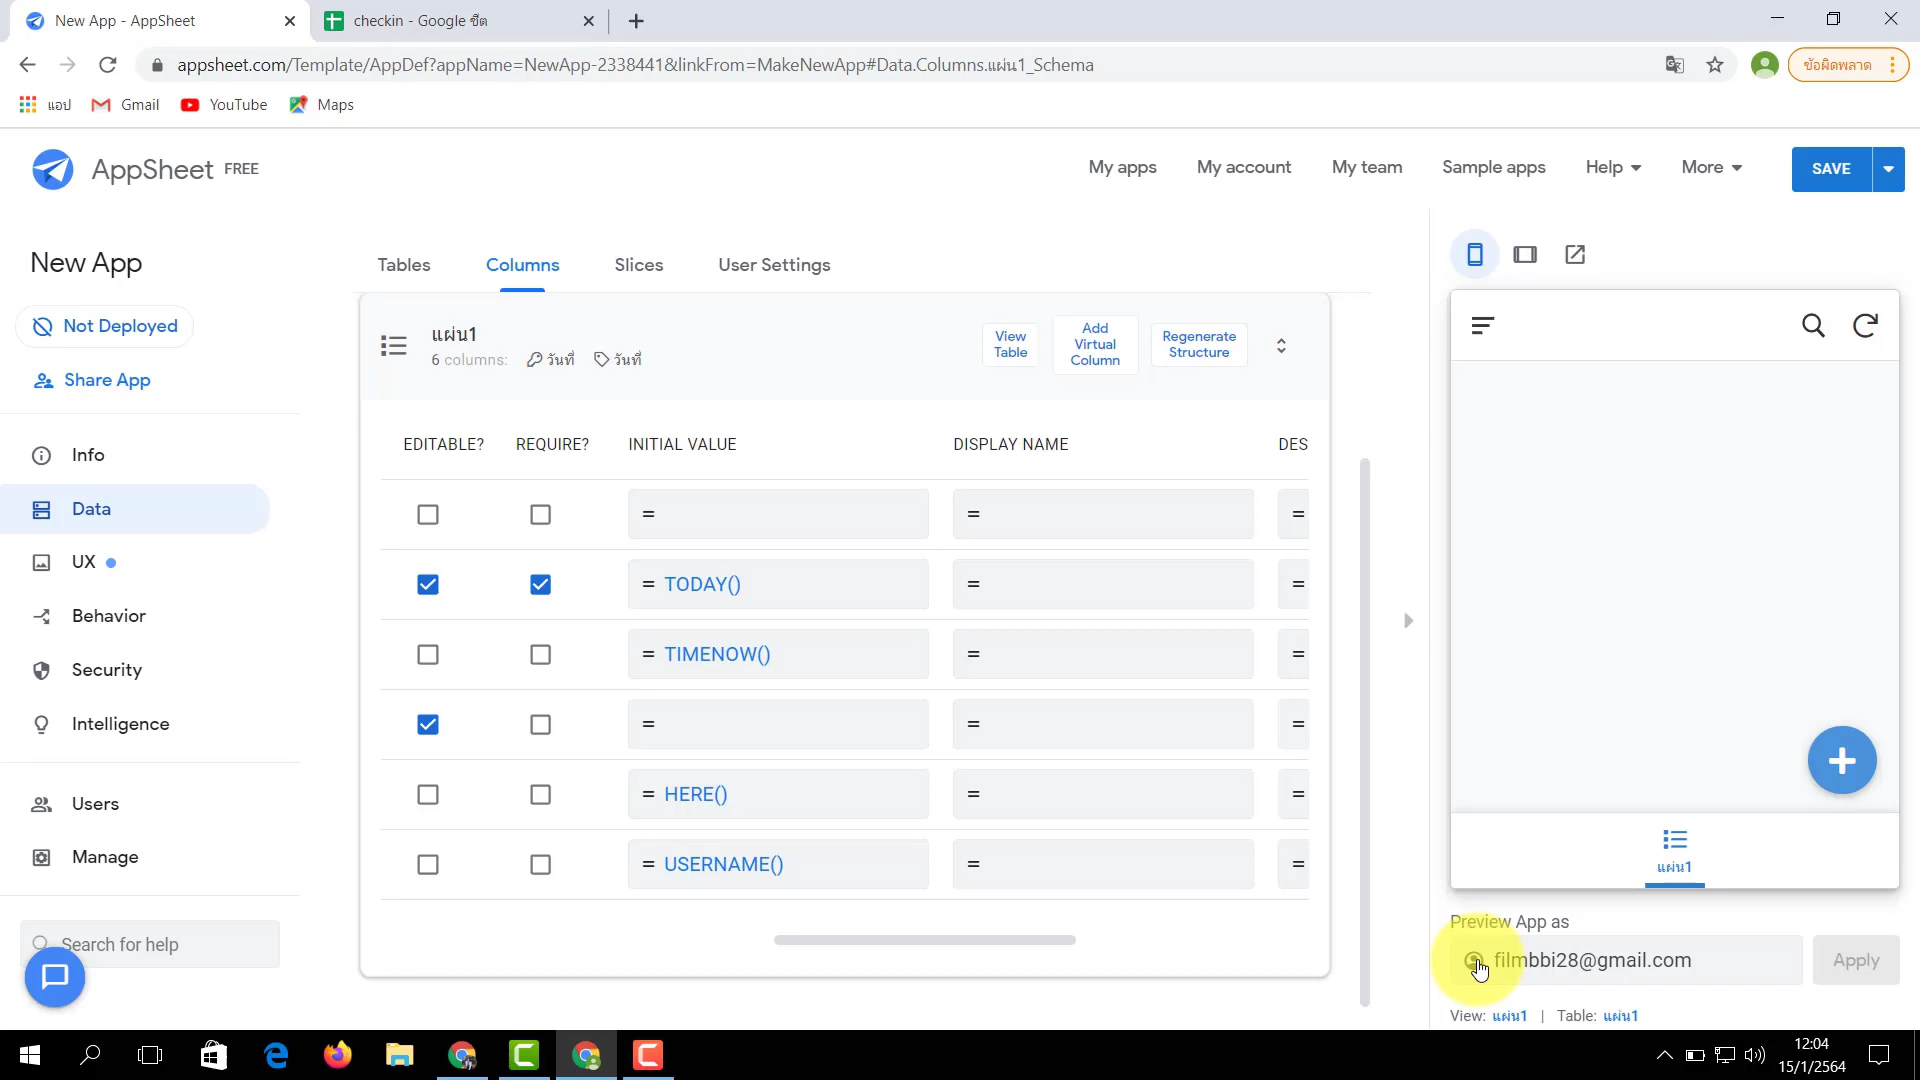 New App - AppSheet
checkin - Google ชีต
appsheet.com/Template/AppDef?appName=NewApp-2338441&linkFrom=MakeNewApp#Data.Columns.แผ่น1_Schema
ข้อผิดพลาด
แอป
Gmail
YouTube
Maps
AppSheet FREE
My apps
My account
My team
Sample apps
Help
More
SAVE
New App
Not Deployed
Share App
Info
Data
UX
Behavior
Security
Intelligence
Users
Manage
Search for help
Tables
Columns
Slices
User Settings
แผ่น1
6 columns: วันที่ วันที่
View Table
Add Virtual Column
Regenerate Structure
EDITABLE? REQUIRE? INITIAL VALUE DISPLAY NAME DES
= = =
= TODAY() = =
= TIMENOW() = =
= = =
= HERE() = =
= USERNAME() = =
แผ่น1
Preview App as
filmbbi28@gmail.com
Apply
View: แผ่น1 | Table: แผ่น1
12:04
15/1/2564